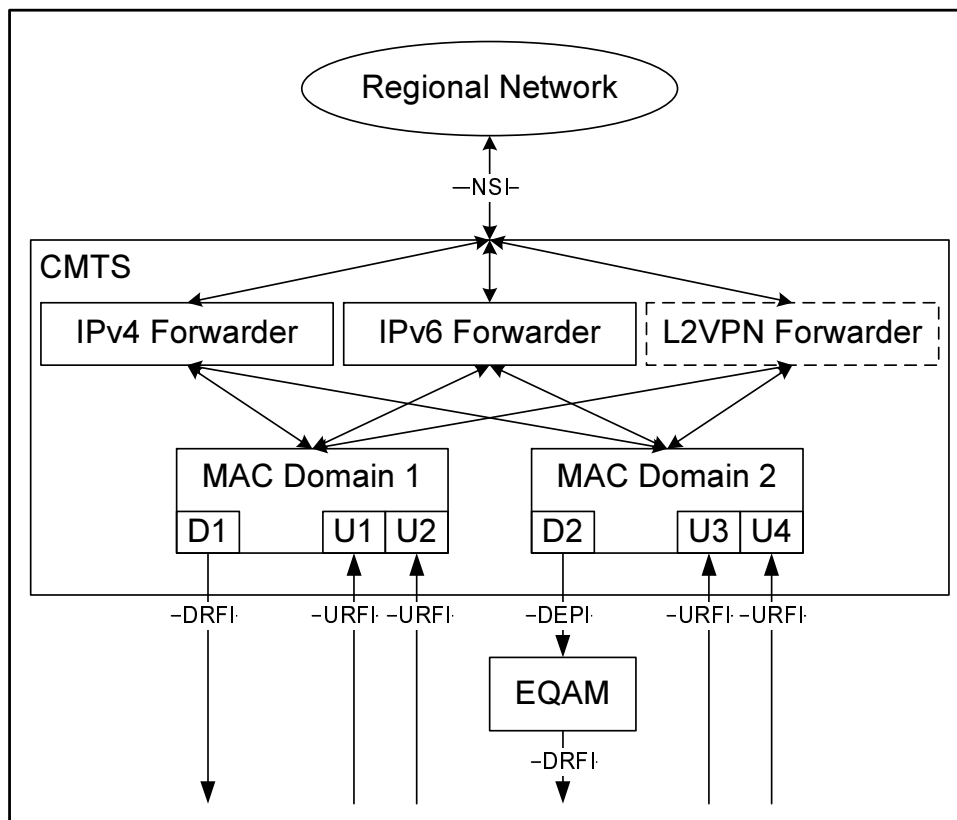 Regional Network
NSI
CMTS
IPv4 Forwarder
IPv6 Forwarder
L2VPN Forwarder
MAC Domain 1
MAC Domain 2
D1
U1
U2
D2
U3
U4
DRFI
URFI
URFI
DEPI
URFI
URFI
EQAM
DRFI